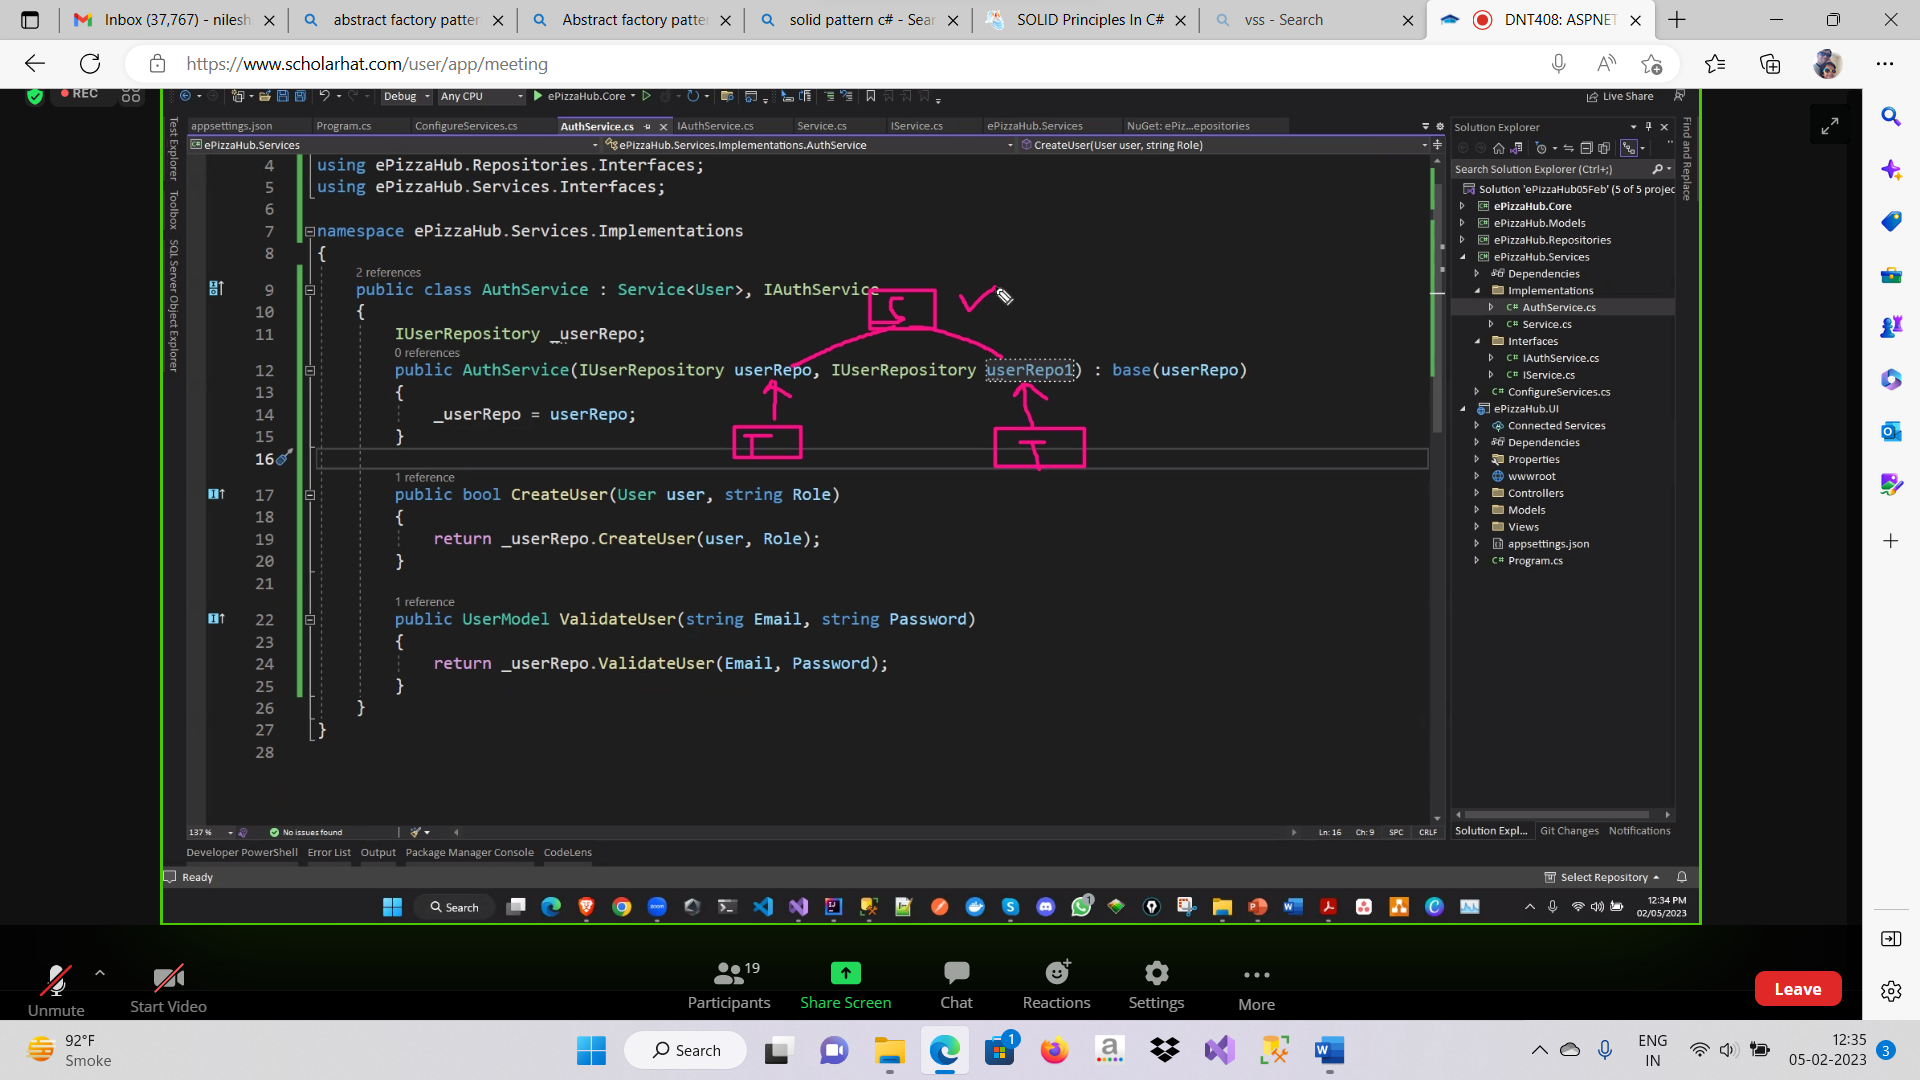 Inbox (37,767) - nilesh
abstract factory patter
Abstract factory patte
solid pattern c# - Sear
SOLID Principles In C#
vss - Search
DNT408: ASPNET
https://www.scholarhat.com/user/app/meeting
REC
Debug
Any CPU
ePizzaHub.Core
Live Share
appsettings.json
Program.cs
ConfigureServices.cs
AuthService.cs
IAuthService.cs
Service.cs
IService.cs
ePizzaHub.Services
NuGet: ePiz...epositories
ePizzaHub.Services
ePizzaHub.Services.Implementations.AuthService
CreateUser(User user, string Role)
Test Explorer
Toolbox
SQL Server Object Explorer
4 using ePizzaHub.Repositories.Interfaces;
5 using ePizzaHub.Services.Interfaces;
6
7 namespace ePizzaHub.Services.Implementations
8 {
2 references
9 public class AuthService : Service<User>, IAuthService
10 {
S
11 IUserRepository _userRepo;
0 references
12 public AuthService(IUserRepository userRepo, IUserRepository userRepo1) : base(userRepo)
13 {
14 _userRepo = userRepo;
15 }
T
T
16
1 reference
17 public bool CreateUser(User user, string Role)
18 {
19 return _userRepo.CreateUser(user, Role);
20 }
21
1 reference
22 public UserModel ValidateUser(string Email, string Password)
23 {
24 return _userRepo.ValidateUser(Email, Password);
25 }
26 }
27 }
28
Solution Explorer
Search Solution Explorer (Ctrl+;)
Solution 'ePizzaHub05Feb' (5 of 5 projec
ePizzaHub.Core
ePizzaHub.Models
ePizzaHub.Repositories
ePizzaHub.Services
Dependencies
Implementations
C# AuthService.cs
C# Service.cs
Interfaces
C# IAuthService.cs
C# IService.cs
C# ConfigureServices.cs
ePizzaHub.UI
Connected Services
Dependencies
Properties
wwwroot
Controllers
Models
Views
appsettings.json
C# Program.cs
Find and Replace
137 %
No issues found
Ln: 16 Ch: 9 SPC CRLF
Solution Expl... Git Changes Notifications
Developer PowerShell Error List Output Package Manager Console CodeLens
Ready
Select Repository
Search
12:34 PM
02/05/2023
19
Unmute
Start Video
Participants
Share Screen
Chat
Reactions
Settings
More
Leave
92°F
Smoke
Search
1
ENG
IN
12:35
05-02-2023
3